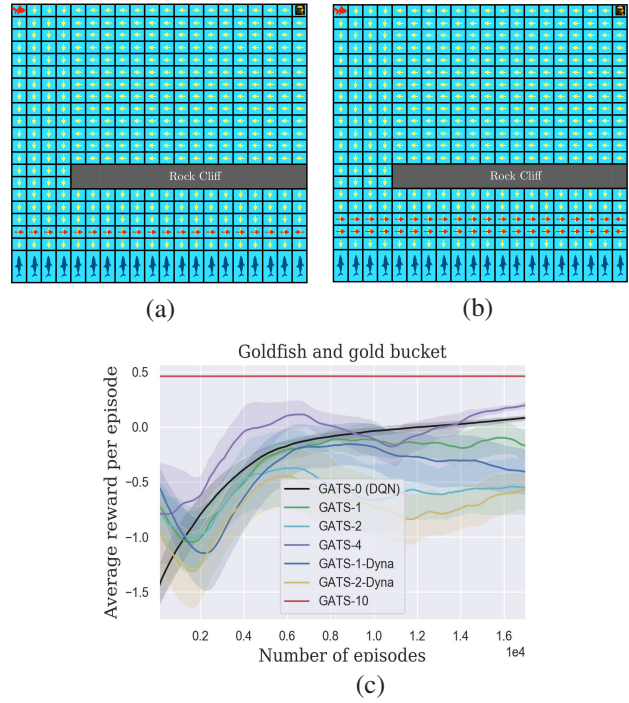 Rock Cliff
Rock Cliff
(a)
(b)
Goldfish and gold bucket
Average reward per episode
0.5
0.0
−0.5
−1.0
−1.5
GATS-0 (DQN)
GATS-1
GATS-2
GATS-4
GATS-1-Dyna
GATS-2-Dyna
GATS-10
0.2 0.4 0.6 0.8 1.0 1.2 1.4 1.6
1e4
Number of episodes
(c)